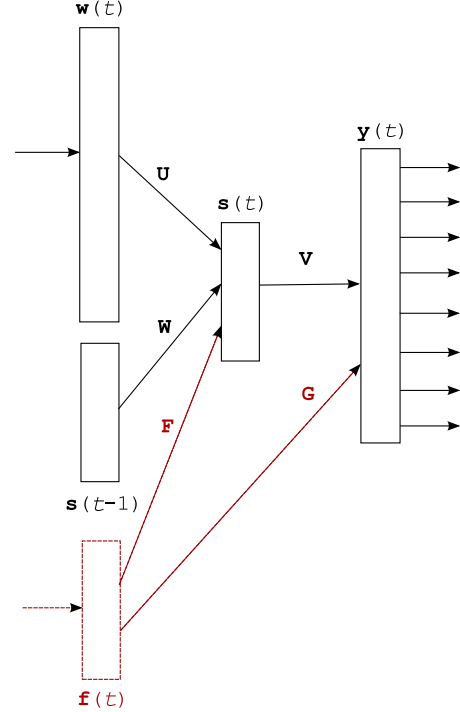 w(t)
y(t)
U
s(t)
V
W
G
F
s(t-1)
f(t)